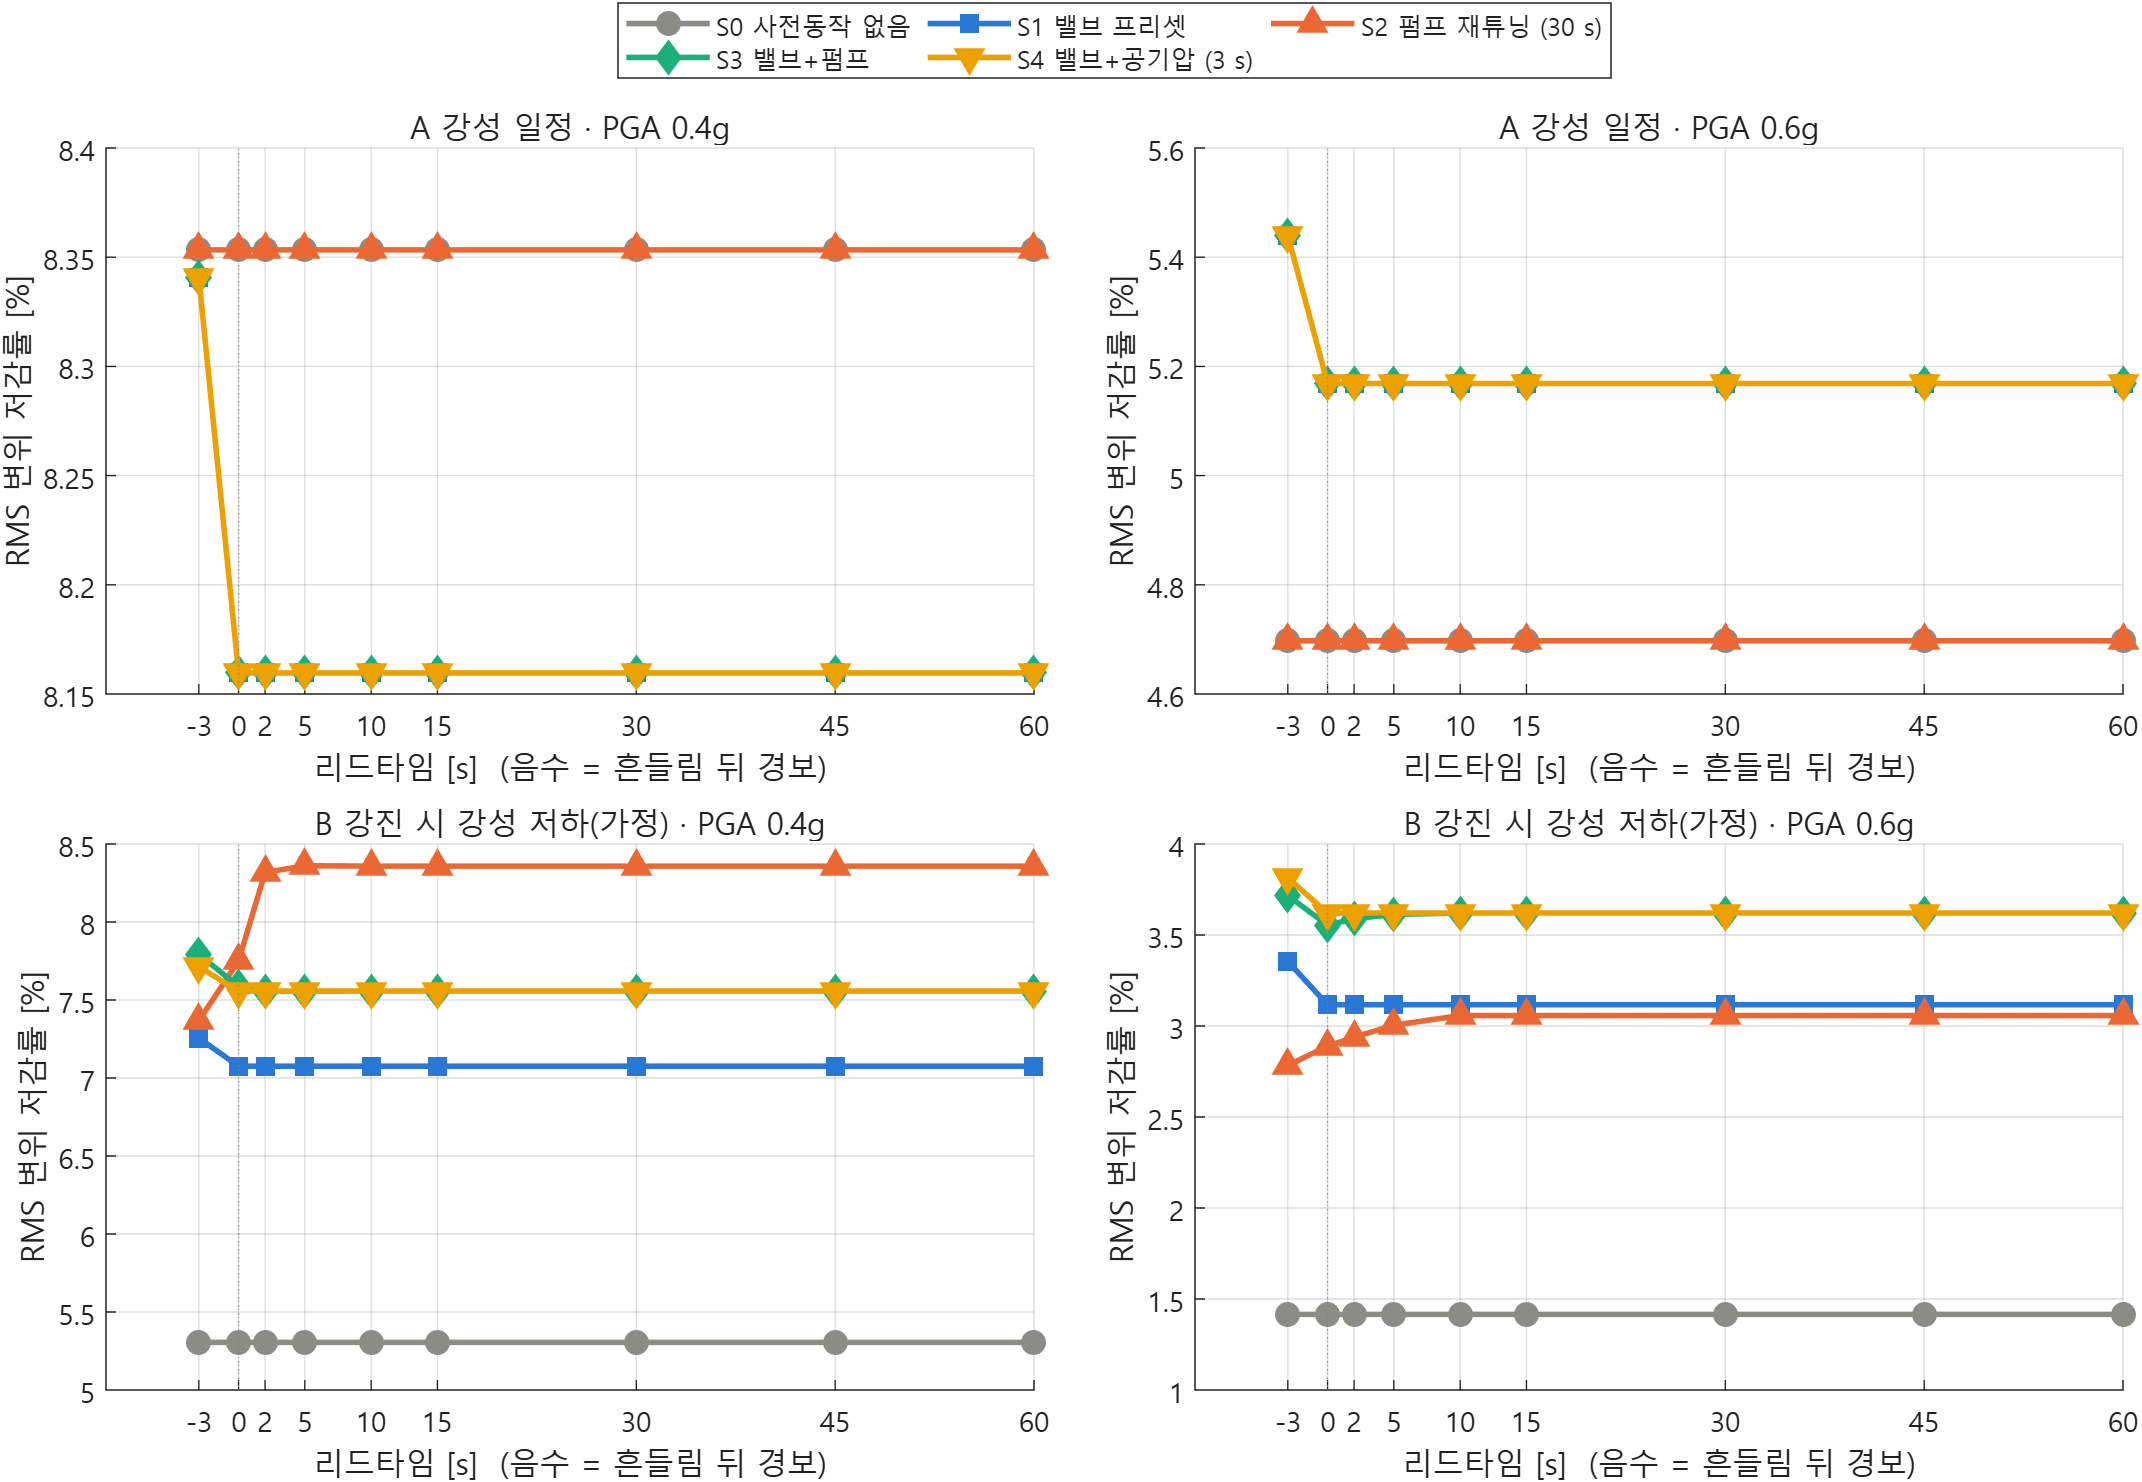 S0 사전동작 없음
S1 밸브 프리셋
S2 펌프 재튜닝 (30 s)
S3 밸브+펌프
S4 밸브+공기압 (3 s)
A 강성 일정 · PGA 0.4g
8.4
8.35
8.3
8.25
8.2
8.15
RMS 변위 저감률 [%]
-3 0 2 5 10 15 30 45 60
리드타임 [s] (음수 = 흔들림 뒤 경보)
A 강성 일정 · PGA 0.6g
5.6
5.4
5.2
5
4.8
4.6
RMS 변위 저감률 [%]
-3 0 2 5 10 15 30 45 60
리드타임 [s] (음수 = 흔들림 뒤 경보)
B 강진 시 강성 저하(가정) · PGA 0.4g
8.5
8
7.5
7
6.5
6
5.5
5
RMS 변위 저감률 [%]
-3 0 2 5 10 15 30 45 60
리드타임 [s] (음수 = 흔들림 뒤 경보)
B 강진 시 강성 저하(가정) · PGA 0.6g
4
3.5
3
2.5
2
1.5
1
RMS 변위 저감률 [%]
-3 0 2 5 10 15 30 45 60
리드타임 [s] (음수 = 흔들림 뒤 경보)